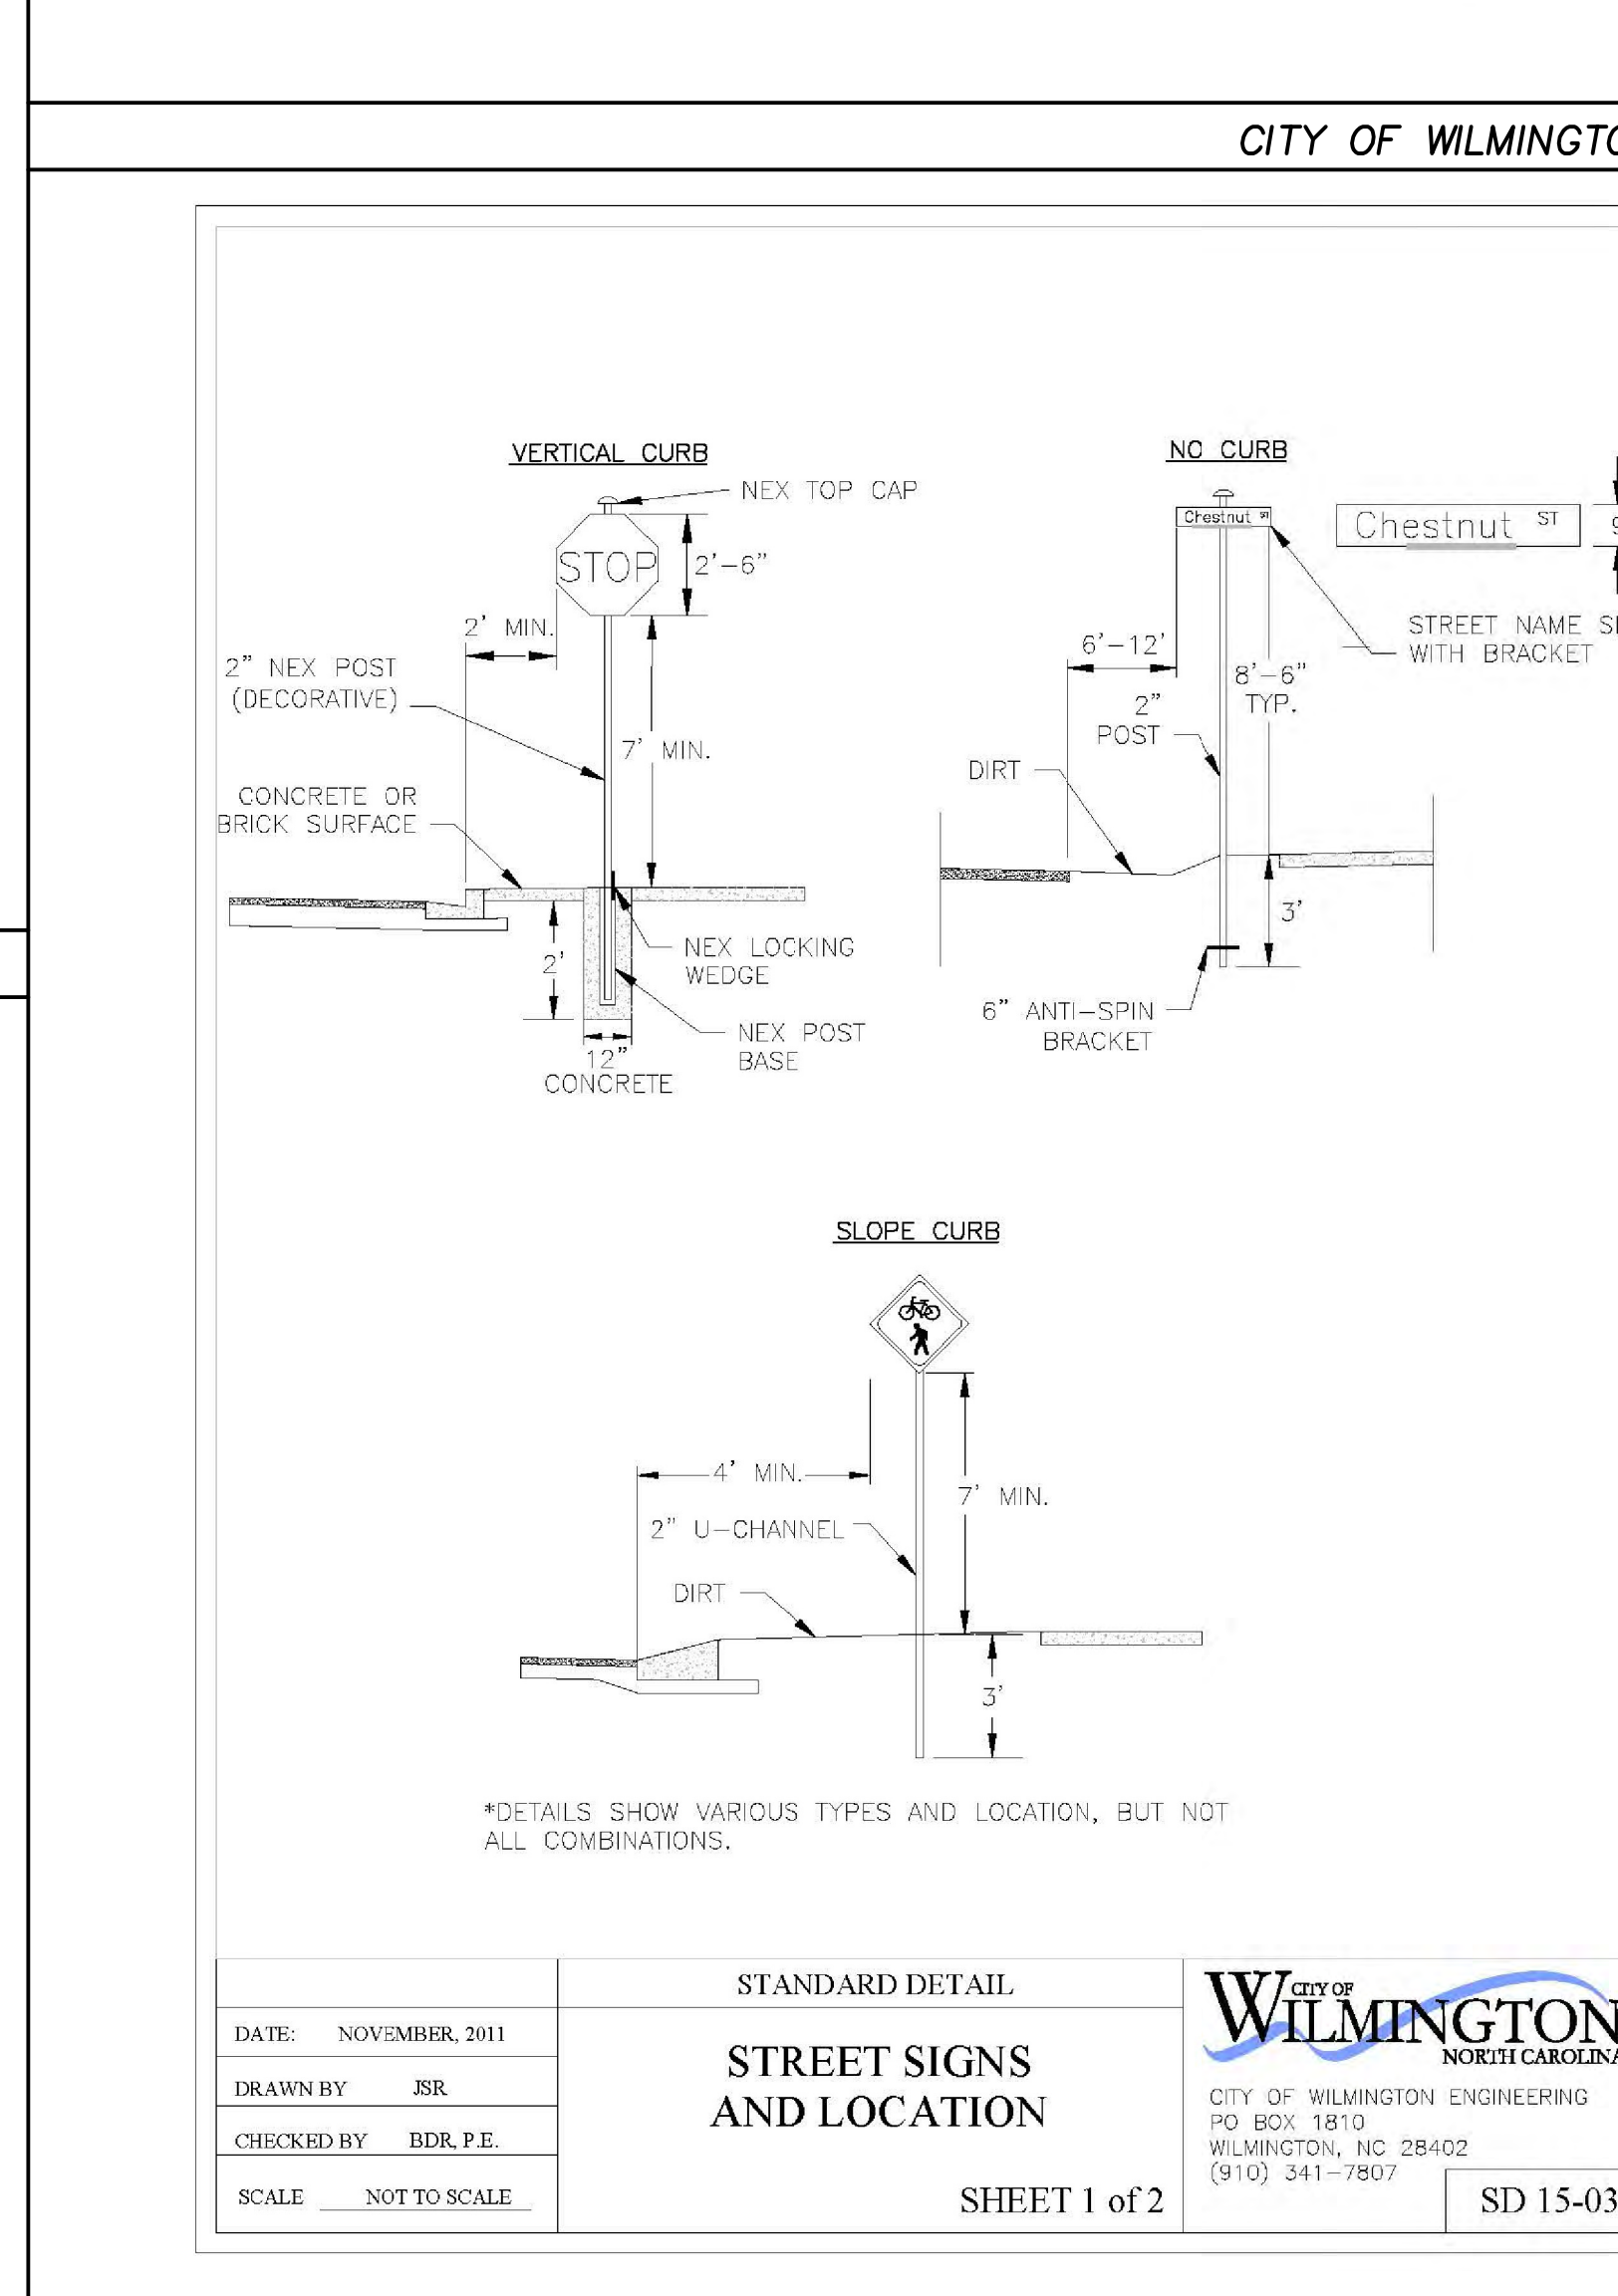 CITY OF WILMINGTO
VERTICAL CURB
NEX TOP CAP
STOP
2'-6"
2' MIN.
2" NEX POST
(DECORATIVE)
7' MIN.
CONCRETE OR
BRICK SURFACE
NEX LOCKING
WEDGE
2'
NEX POST
BASE
12"
CONCRETE
NO CURB
Chestnut ST
Chestnut ST
9
STREET NAME SI
WITH BRACKET
6'-12'
8'-6"
TYP.
2"
POST
DIRT
3'
6" ANTI-SPIN
BRACKET
SLOPE CURB
4' MIN.
7' MIN.
2" U-CHANNEL
DIRT
3'
*DETAILS SHOW VARIOUS TYPES AND LOCATION, BUT NOT
ALL COMBINATIONS.
DATE: NOVEMBER, 2011
DRAWN BY JSR
CHECKED BY BDR, P.E.
SCALE NOT TO SCALE
STANDARD DETAIL
STREET SIGNS
AND LOCATION
SHEET 1 of 2
CITY OF
WILMINGTON
NORTH CAROLINA
CITY OF WILMINGTON ENGINEERING
PO BOX 1810
WILMINGTON, NC 28402
(910) 341-7807
SD 15-03